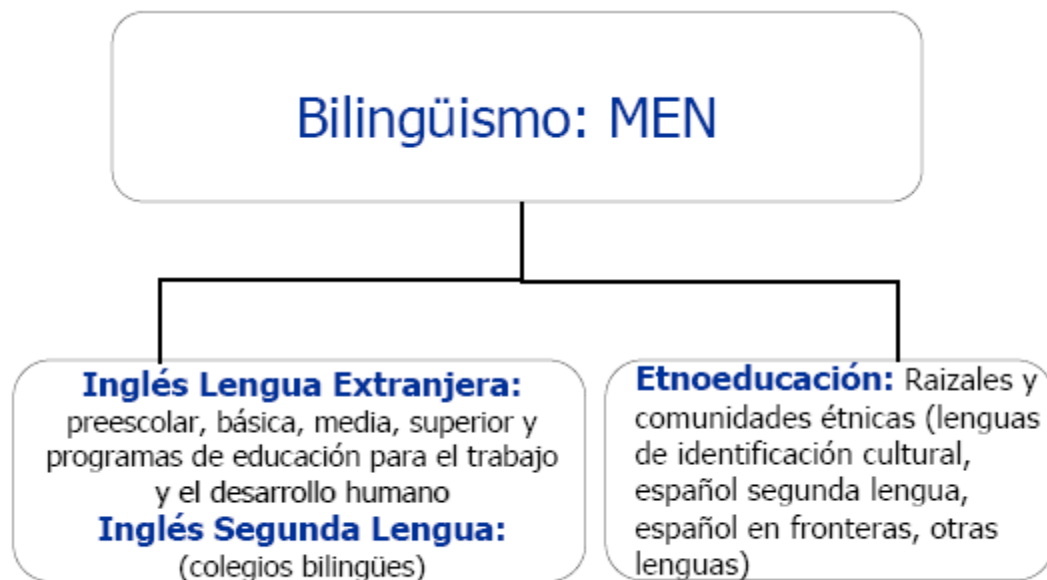 Bilingüismo: MEN
Inglés Lengua Extranjera:
preescolar, básica, media, superior y
programas de educación para el trabajo
y el desarrollo humano
Inglés Segunda Lengua:
(colegios bilingües)
Etnoeducación: Raizales y
comunidades étnicas (lenguas
de identificación cultural,
español segunda lengua,
español en fronteras, otras
lenguas)